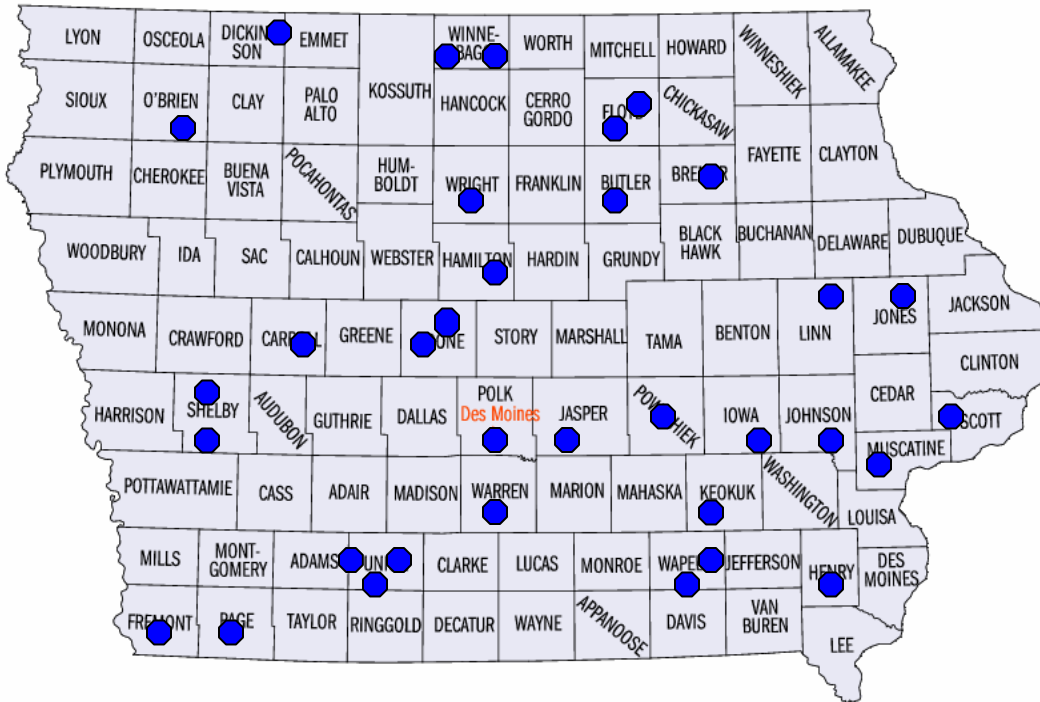 LYON
OSCEOLA
DICKIN-
SON
EMMET
KOSSUTH
WINNE-
BAGO
WORTH
MITCHELL
HOWARD
WINNESHIEK
ALLAMAKEE
SIOUX
O'BRIEN
CLAY
PALO
ALTO
HANCOCK
CERRO
GORDO
FLOYD
CHICKASAW
FAYETTE
CLAYTON
PLYMOUTH
CHEROKEE
BUENA
VISTA
POCAHONTAS
HUM-
BOLDT
WRIGHT
FRANKLIN
BUTLER
BREMER
WOODBURY
IDA
SAC
CALHOUN
WEBSTER
HAMILTON
HARDIN
GRUNDY
BLACK
HAWK
BUCHANAN
DELAWARE
DUBUQUE
MONONA
CRAWFORD
CARROLL
GREENE
BOONE
STORY
MARSHALL
TAMA
BENTON
LINN
JONES
JACKSON
CLINTON
HARRISON
SHELBY
AUDUBON
GUTHRIE
DALLAS
POLK
Des Moines
JASPER
POWESHIEK
IOWA
JOHNSON
CEDAR
SCOTT
MUSCATINE
POTTAWATTAMIE
CASS
ADAIR
MADISON
WARREN
MARION
MAHASKA
KEOKUK
WASHINGTON
LOUISA
MILLS
MONT-
GOMERY
ADAMS
UNION
CLARKE
LUCAS
MONROE
WAPELLO
JEFFERSON
HENRY
DES
MOINES
FREMONT
PAGE
TAYLOR
RINGGOLD
DECATUR
WAYNE
APPANOOSE
DAVIS
VAN
BUREN
LEE